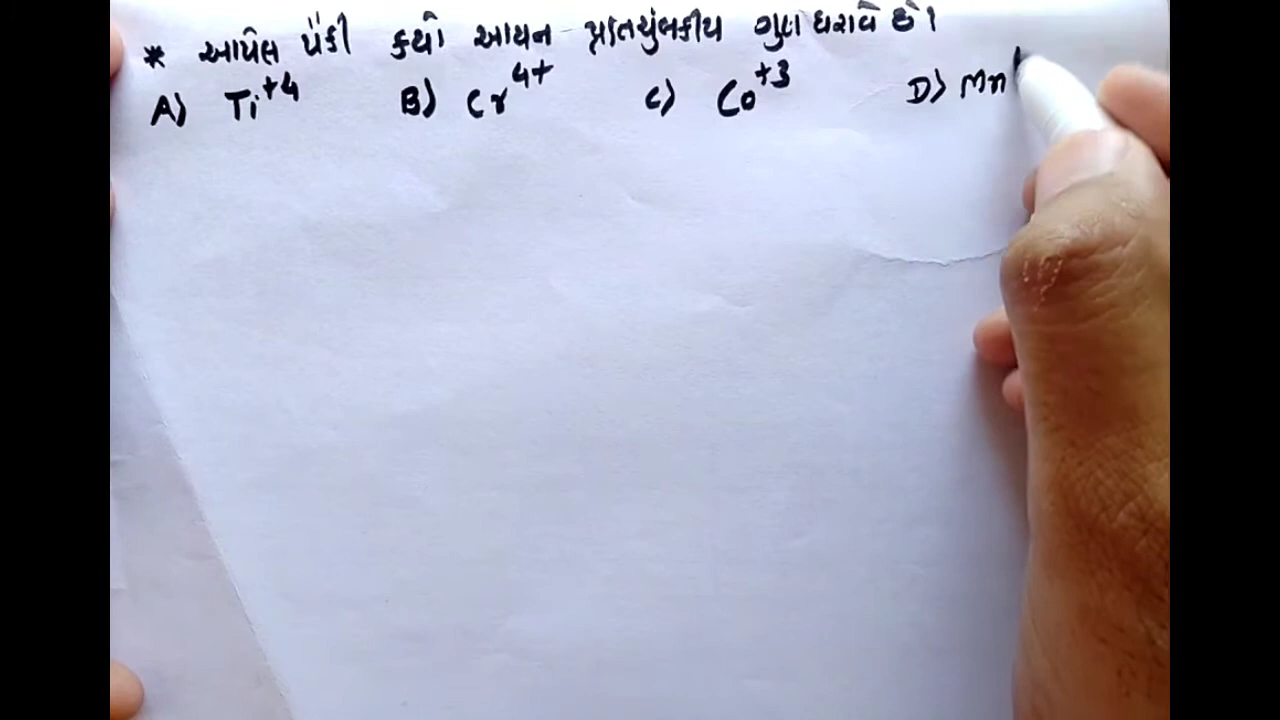 * આપેલ પૈકી કયો આયન પ્રતિચુંબકીય ગુણ ધરાવે છે।
A) Ti⁺⁴ B) Cr⁴⁺ C) Co⁺³ D) Mn